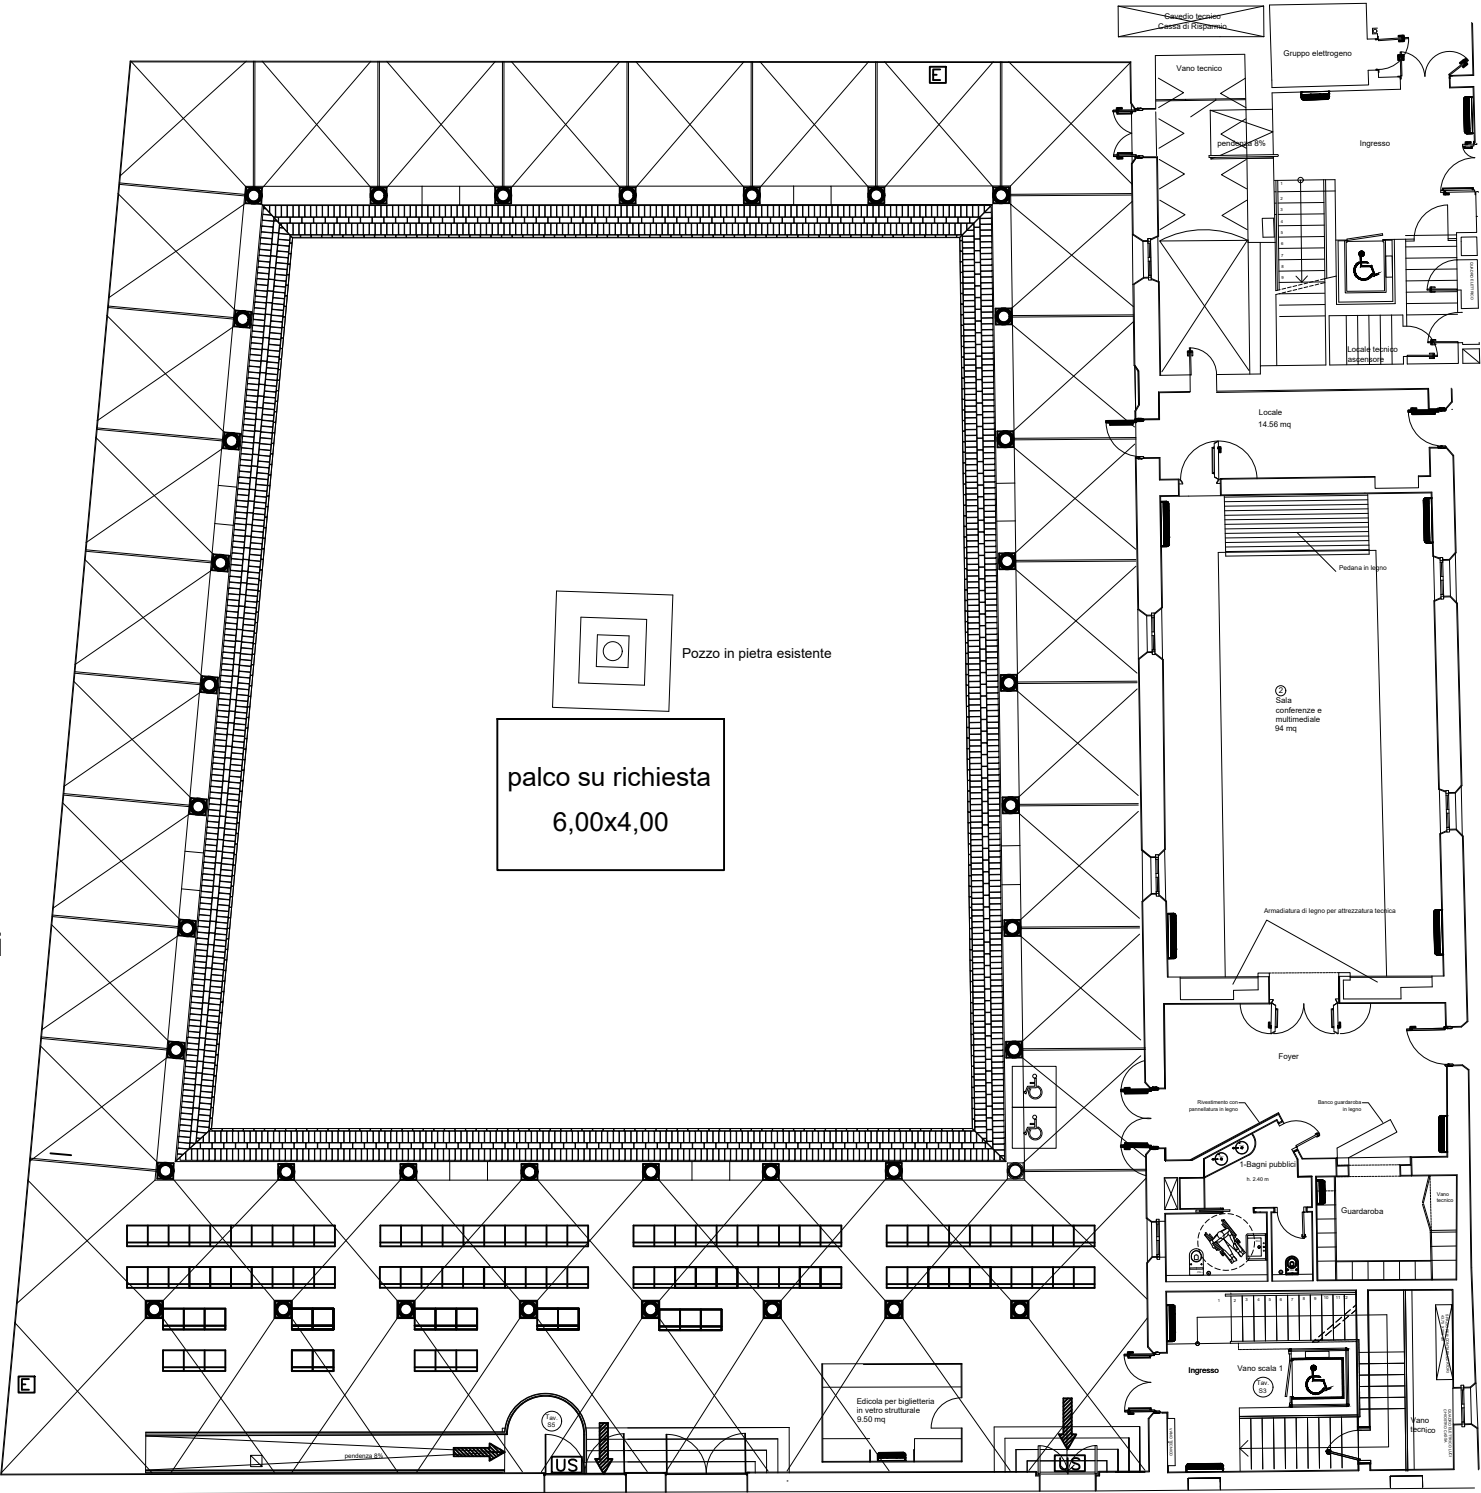 Cavedio tecnico
Cassa di Risparmio
Gruppo elettrogeno
Vano tecnico
E
pendenza 8%
Ingresso
Locale tecnico
ascensore
Locale
14.56 mq
Pedana in legno
Pozzo in pietra esistente
2
Sala
conferenze e
multimediale
94 mq
palco su richiesta
6,00x4,00
Armadiatura di legno per attrezzatura tecnica
i
Foyer
Rivestimento con
pannellatura in legno
Banco guardaroba
in legno
1-Bagni pubblici
h. 2.40 m
Vano
tecnico
Guardaroba
Ingresso
Vano scala 1
Tav.
S3
E
Edicola per biglietteria
in vetro strutturale
9.50 mq
Tav.
S5
Vano
tecnico
pendenza 8%
US
US